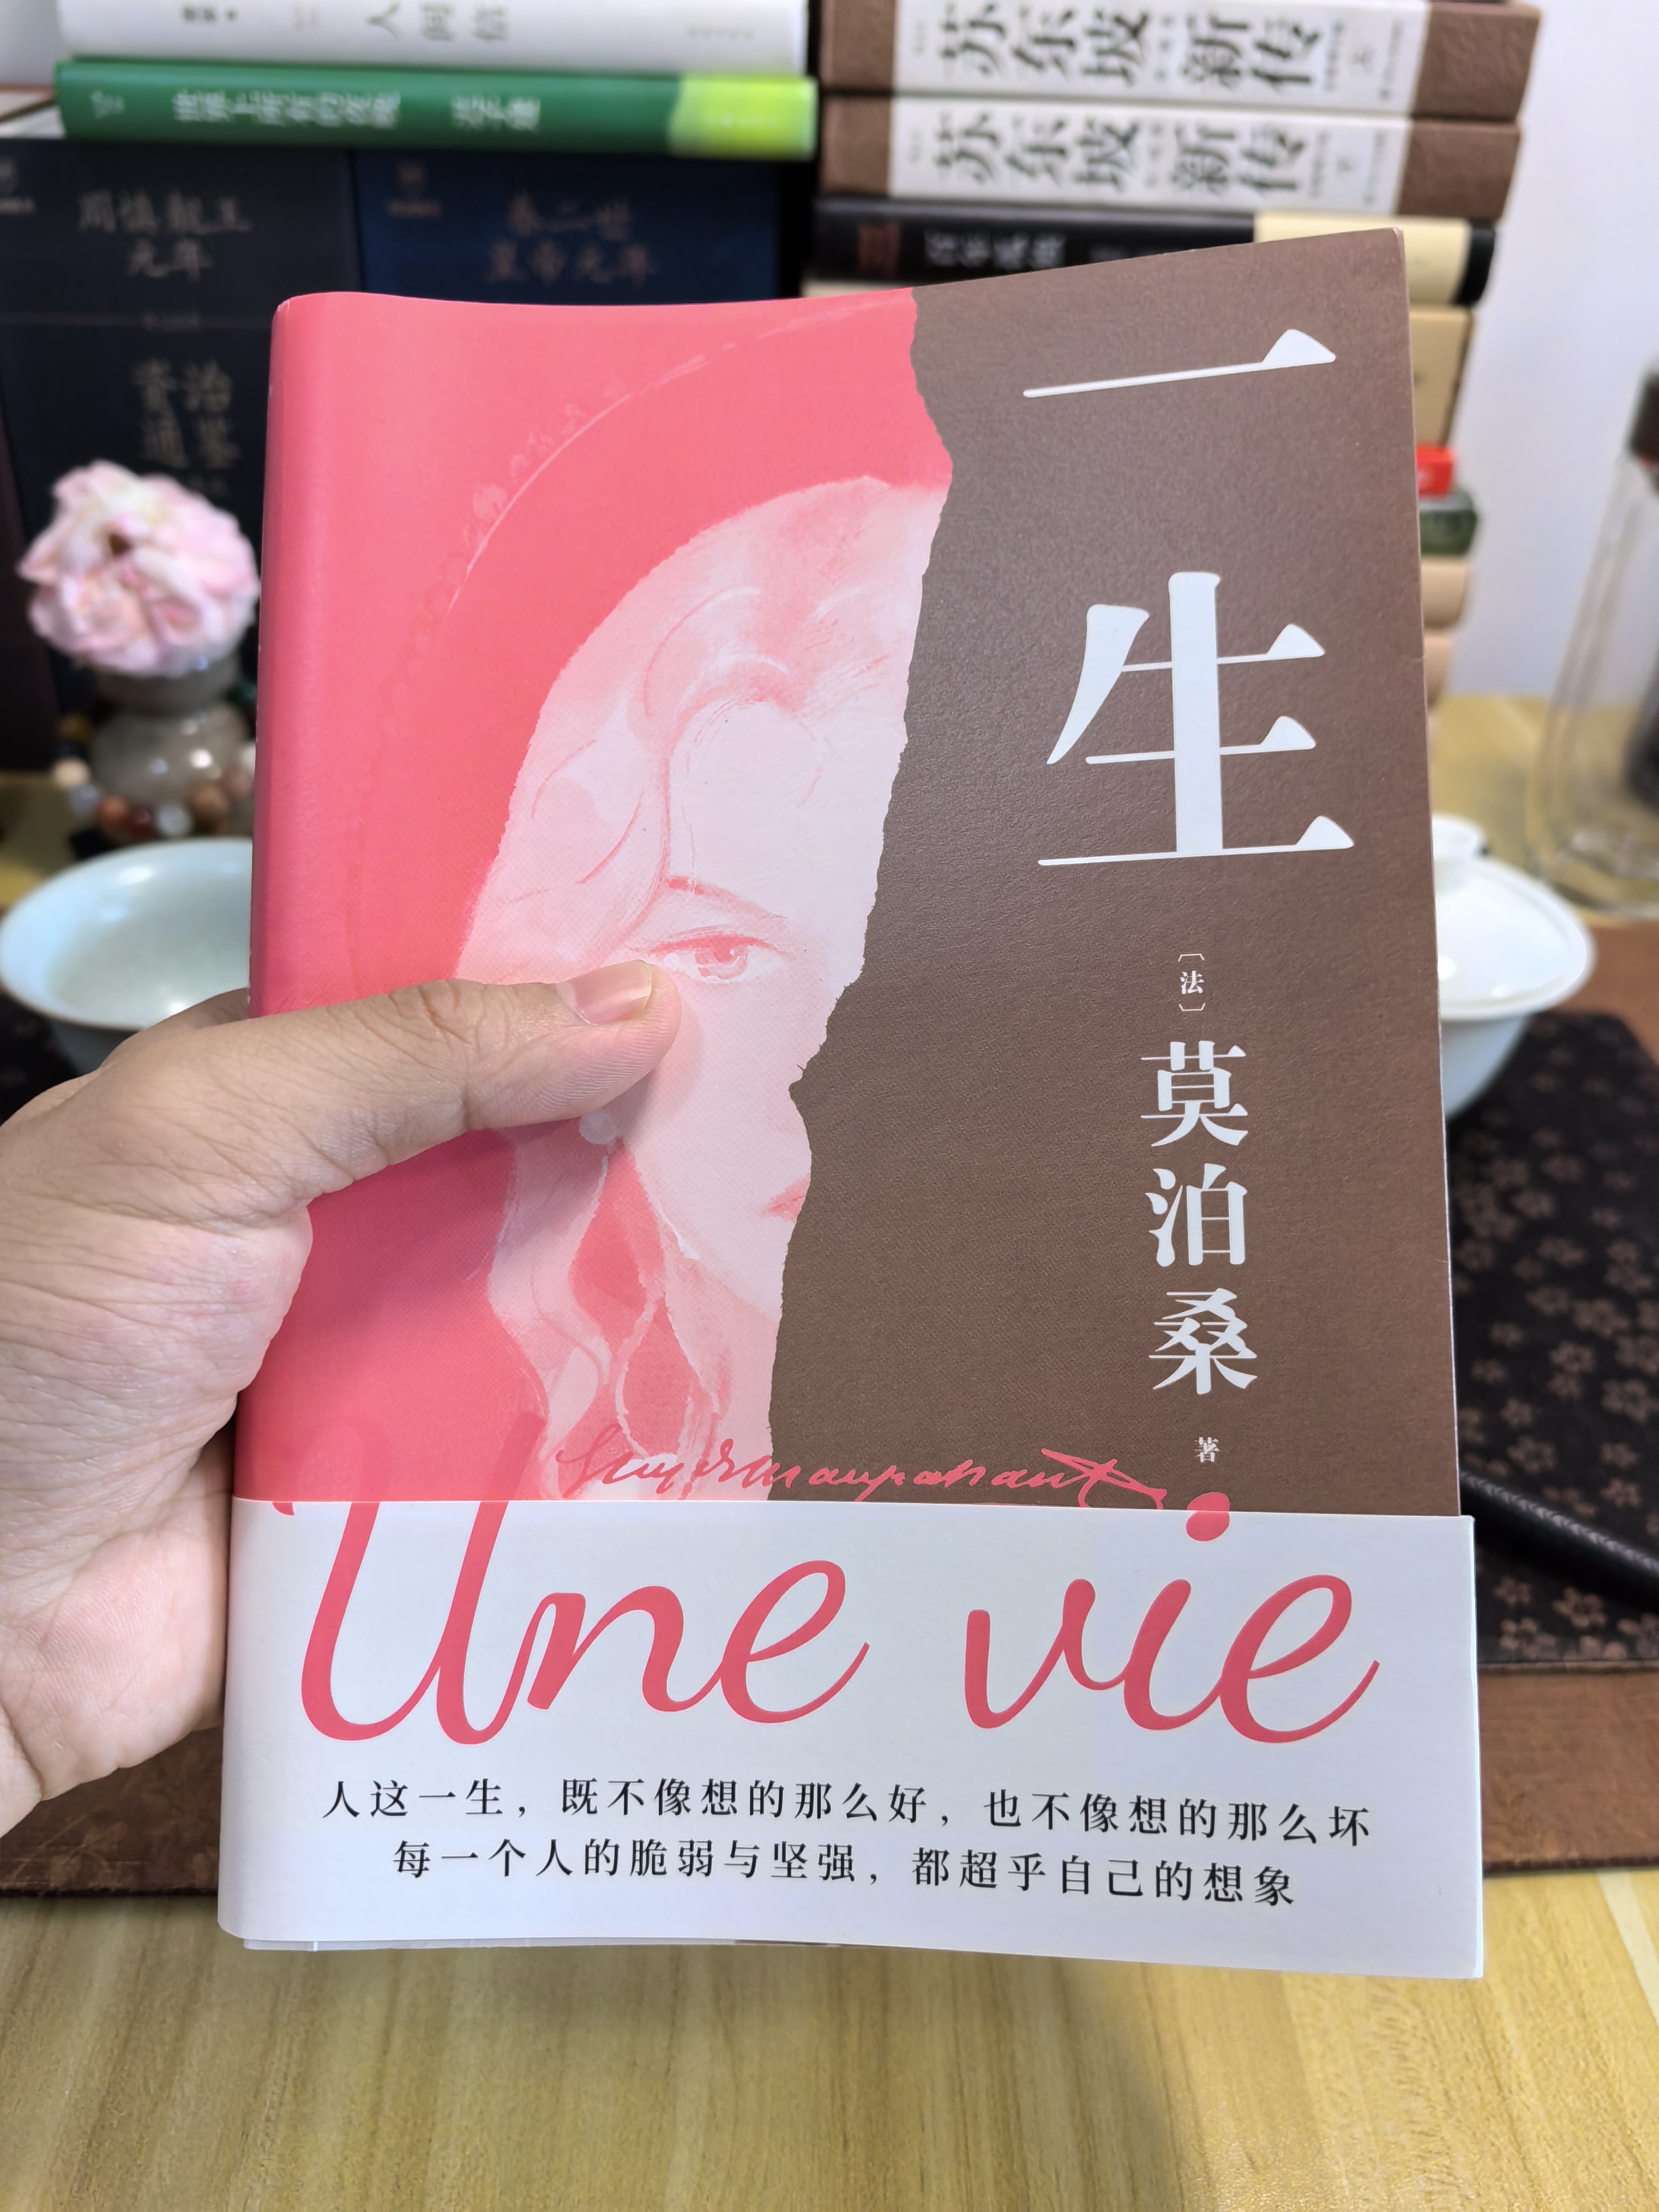 人间信
苏东坡新传
苏东坡新传
周慎靓王
元年
秦二世
皇帝元年
资治
通鉴
一生
〔法〕莫泊桑 著
Une vie
人这一生，既不像想的那么好，也不像想的那么坏
每一个人的脆弱与坚强，都超乎自己的想象